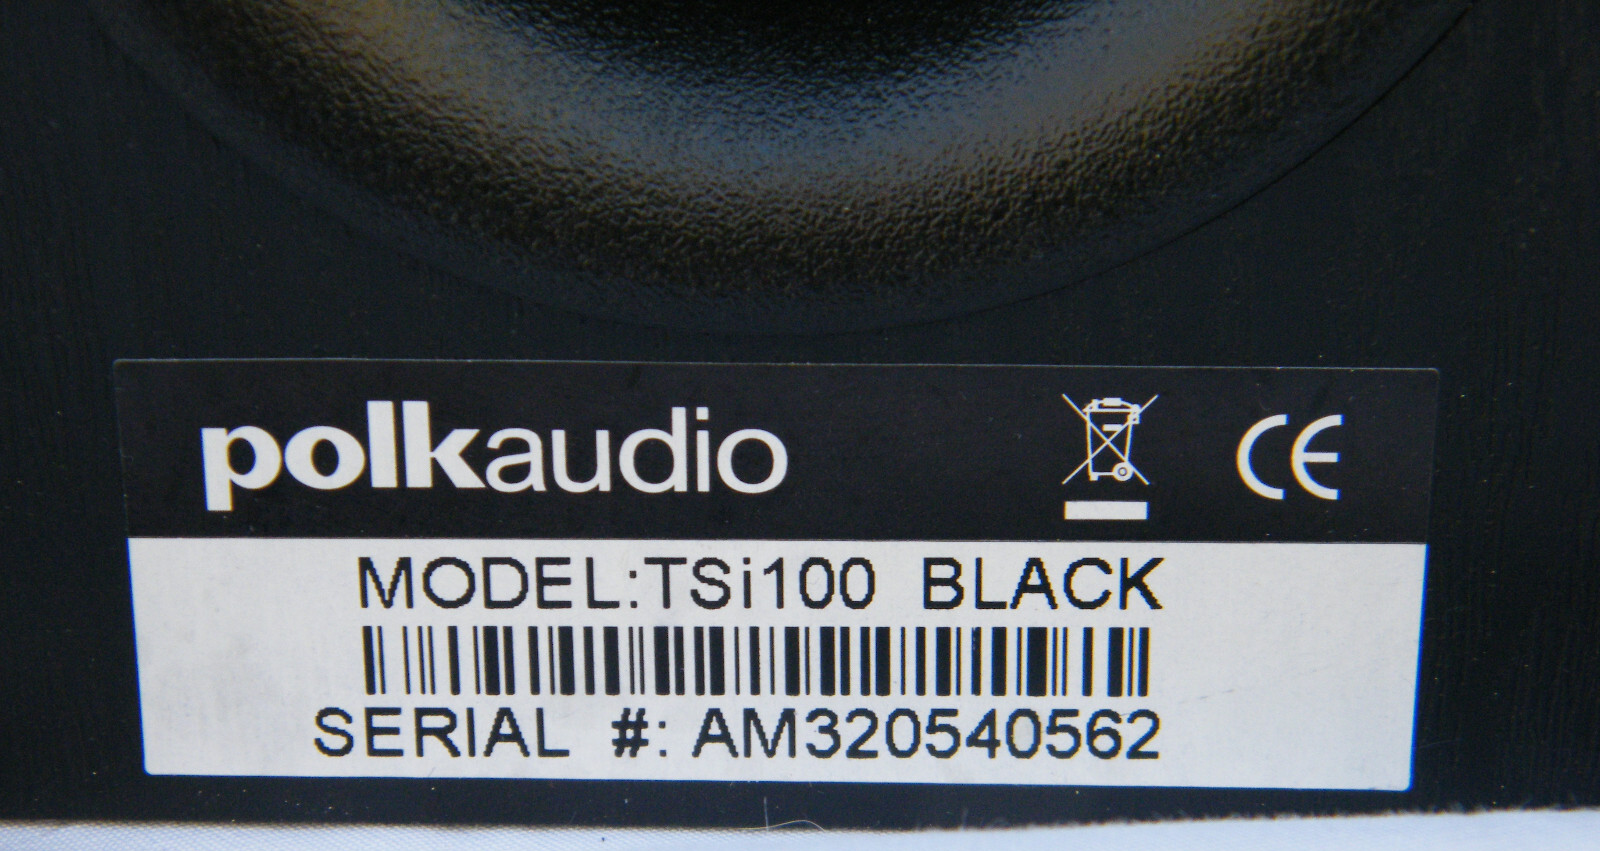 polkaudio
CE
MODEL:TSi100 BLACK
SERIAL #: AM320540562